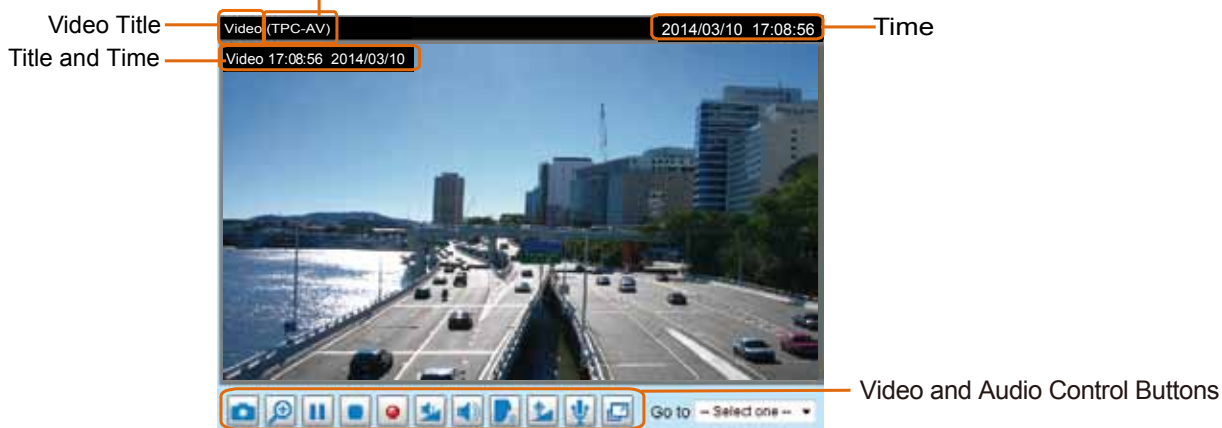 Video Title
Video (TPC-AV)
2014/03/10 17:08:56
Time
Title and Time
Video 17:08:56 2014/03/10
Video and Audio Control Buttons
Go to
-- Select one --